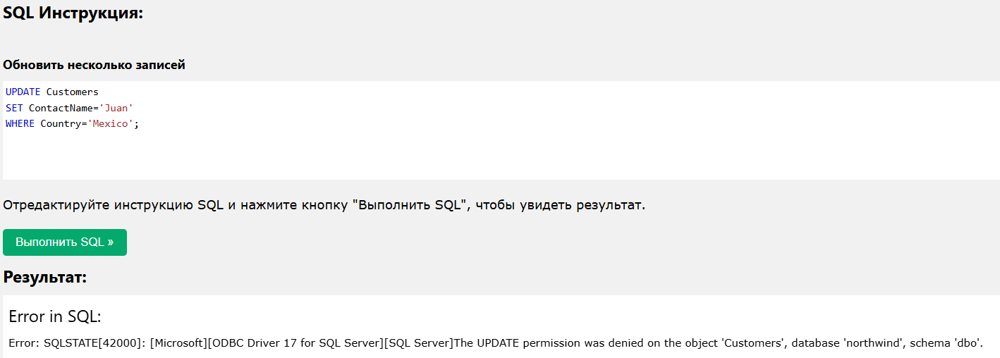 SQL Инструкция:
Обновить несколько записей
UPDATE Customers
SET ContactName='Juan'
WHERE Country='Mexico';
Отредактируйте инструкцию SQL и нажмите кнопку "Выполнить SQL", чтобы увидеть результат.
Выполнить SQL »
Результат:
Error in SQL:
Error: SQLSTATE[42000]: [Microsoft][ODBC Driver 17 for SQL Server][SQL Server]The UPDATE permission was denied on the object 'Customers', database 'northwind', schema 'dbo'.